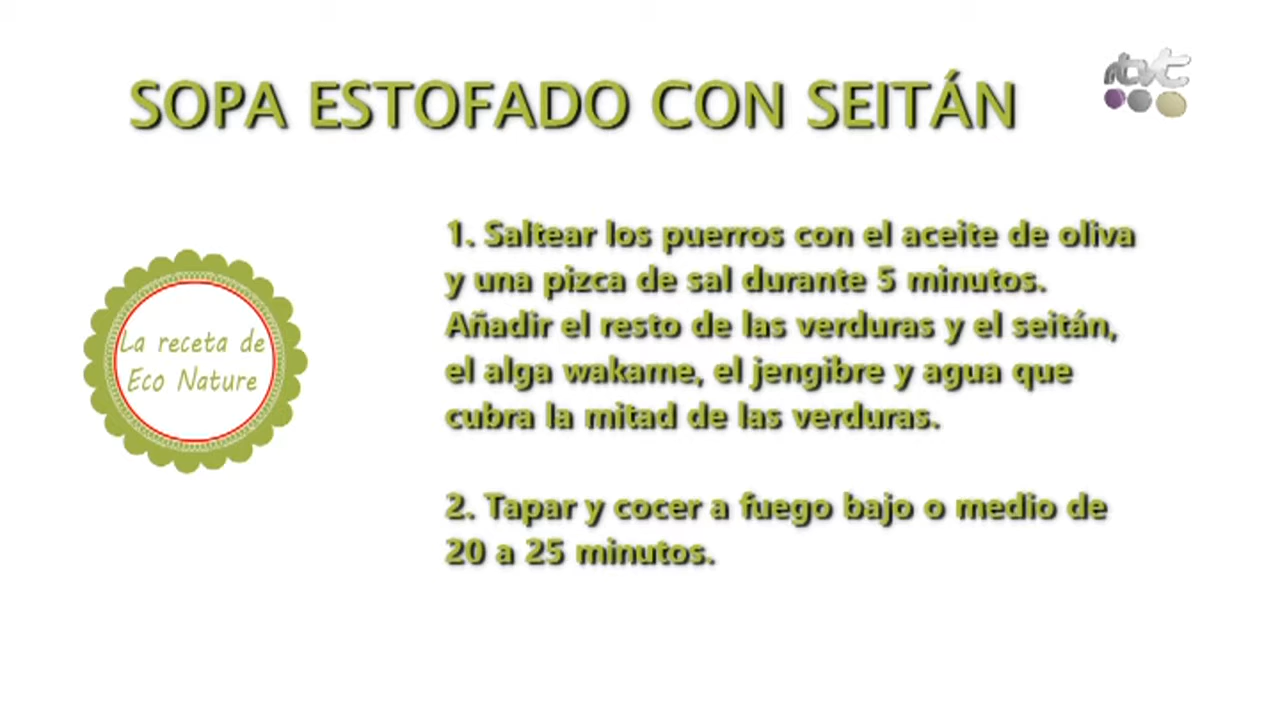 SOPA ESTOFADO CON SEITÁN
rtvt
1. Saltear los puerros con el aceite de oliva
y una pizca de sal durante 5 minutos.
Añadir el resto de las verduras y el seitán,
el alga wakame, el jengibre y agua que
cubra la mitad de las verduras.
La receta de
Eco Nature
2. Tapar y cocer a fuego bajo o medio de
20 a 25 minutos.